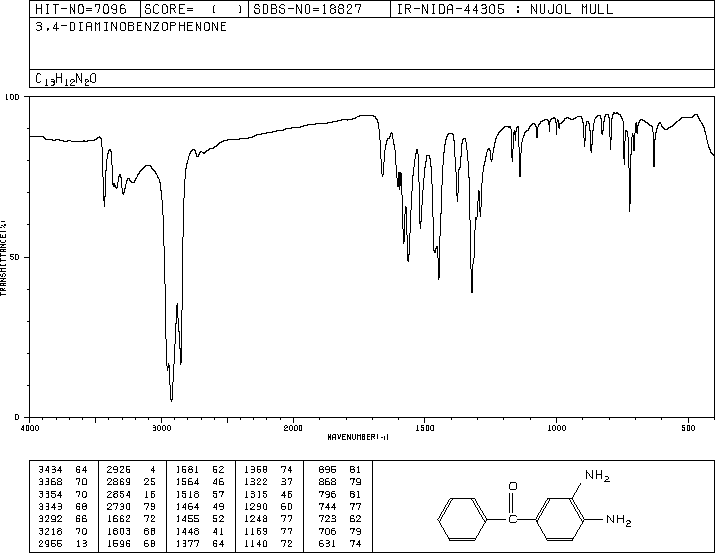 HIT-NO=7096 SCORE= ( ) SDBS-NO=18827 IR-NIDA-44305 : NUJOL MULL
3,4-DIAMINOBENZOPHENONE
C13H12N2O
100
50
0
TRANSMITTANCE(%)
4000 3000 2000 1500 1000 500
WAVENUMBER(-1)
3434 64 2926 4 1581 52 1368 74 895 81
3368 70 2869 25 1564 46 1322 37 868 79
3354 70 2854 16 1518 57 1315 46 796 81
3343 68 2730 79 1464 49 1290 60 744 77
3292 66 1662 72 1455 52 1248 77 723 62
3218 70 1603 68 1448 41 1169 77 706 79
2955 13 1596 68 1377 64 1140 72 631 74
NH2
O
NH2
C